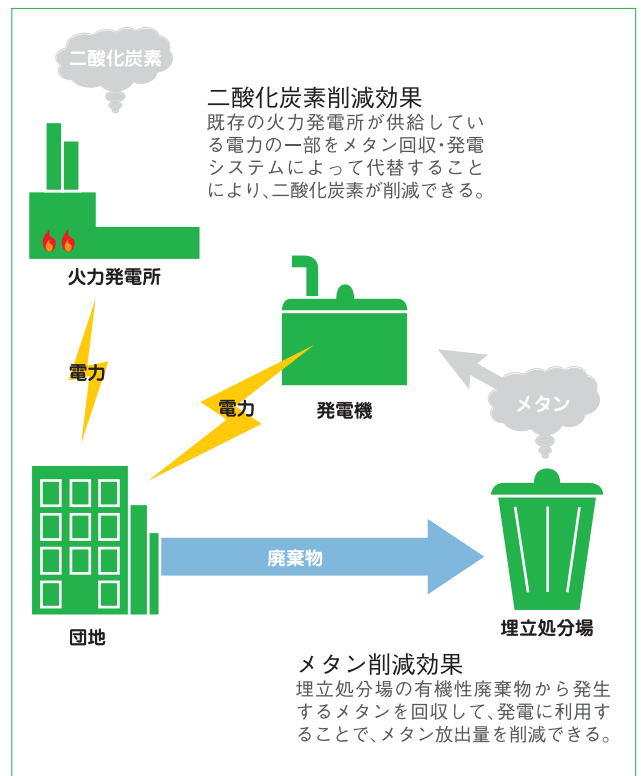 二酸化炭素
二酸化炭素削減効果
既存の火力発電所が供給してい
る電力の一部をメタン回収・発電
システムによって代替すること
により、二酸化炭素が削減できる。
火力発電所
電力
電力
発電機
メタン
廃棄物
団地
埋立処分場
メタン削減効果
埋立処分場の有機性廃棄物から発生
するメタンを回収して、発電に利用す
ることで、メタン放出量を削減できる。